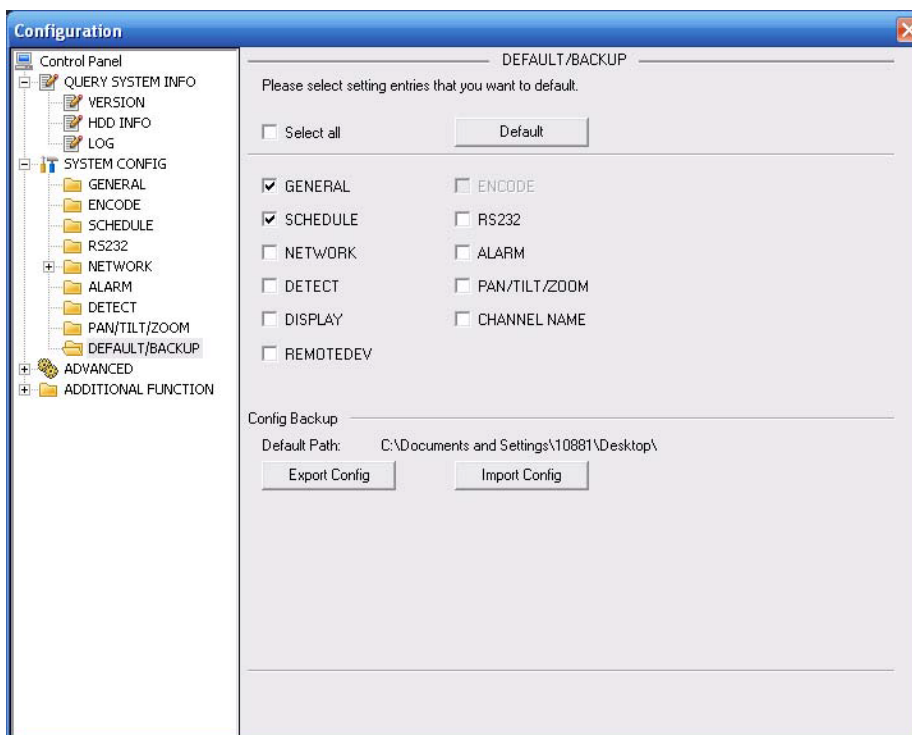 Configuration
Control Panel
QUERY SYSTEM INFO
VERSION
HDD INFO
LOG
SYSTEM CONFIG
GENERAL
ENCODE
SCHEDULE
RS232
NETWORK
ALARM
DETECT
PAN/TILT/ZOOM
DEFAULT/BACKUP
ADVANCED
ADDITIONAL FUNCTION
DEFAULT/BACKUP
Please select setting entries that you want to default.
Select all Default
GENERAL ENCODE
SCHEDULE RS232
NETWORK ALARM
DETECT PAN/TILT/ZOOM
DISPLAY CHANNEL NAME
REMOTEDEV
Config Backup
Default Path: C:\Documents and Settings\10881\Desktop\
Export Config Import Config